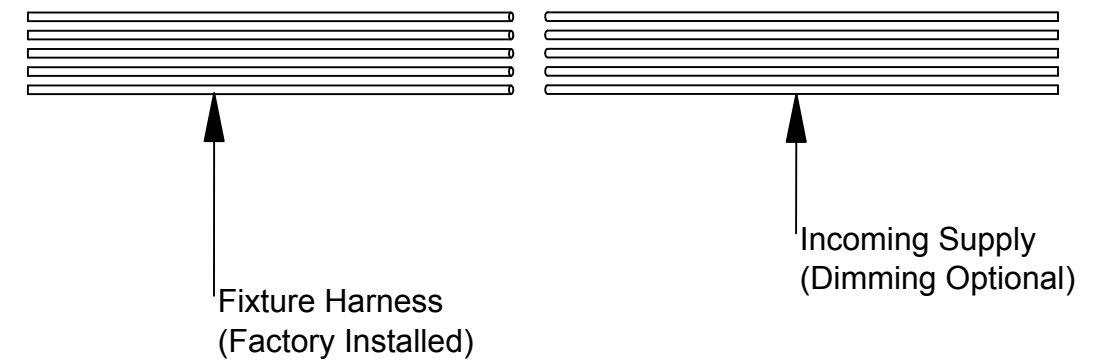 Incoming Supply
(Dimming Optional)
Fixture Harness
(Factory Installed)